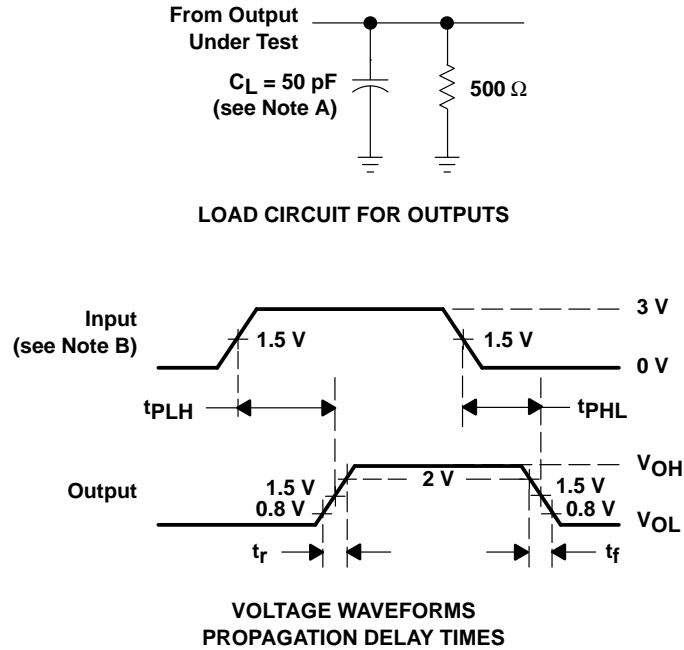 From Output
Under Test
CL = 50 pF
(see Note A)
500 Ω
LOAD CIRCUIT FOR OUTPUTS
Input
(see Note B)
1.5 V
1.5 V
3 V
0 V
tPLH
tPHL
Output
1.5 V
0.8 V
2 V
1.5 V
0.8 V
VOH
VOL
tr
tf
VOLTAGE WAVEFORMS
PROPAGATION DELAY TIMES